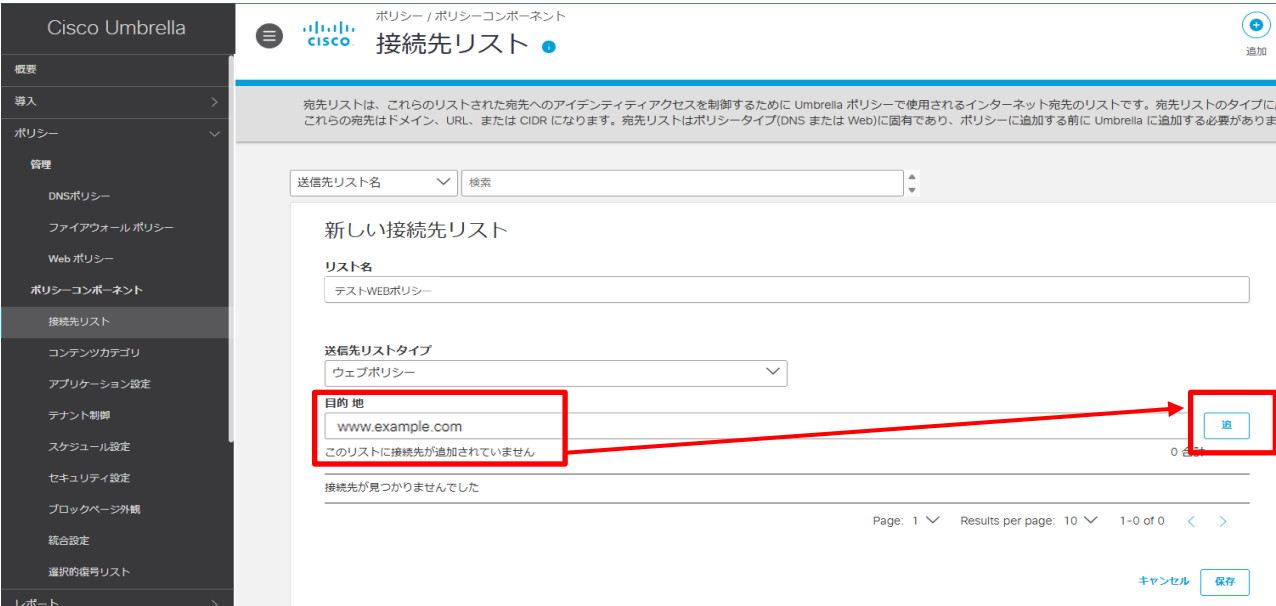 Cisco Umbrella
概要
導入
ポリシー
管理
DNSポリシー
ファイアウォール ポリシー
Web ポリシー
ポリシーコンポーネント
接続先リスト
コンテンツカテゴリ
アプリケーション設定
テナント制御
スケジュール設定
セキュリティ設定
ブロックページ外観
統合設定
選択的復号リスト
レポート
CISCO
ポリシー / ポリシーコンポーネント
接続先リスト
追加
宛先リストは、これらのリストされた宛先へのアイデンティティアクセスを制御するために Umbrella ポリシーで使用されるインターネット宛先のリストです。宛先リストのタイプに
これらの宛先はドメイン、URL、または CIDR になります。宛先リストはポリシータイプ(DNS または Web)に固有であり、ポリシーに追加する前に Umbrella に追加する必要がありま
送信先リスト名
検索
新しい接続先リスト
リスト名
テストWEBポリシー
送信先リストタイプ
ウェブポリシー
目的 地
www.example.com
追
このリストに接続先が追加されていません
0 合計
接続先が見つかりませんでした
Page: 1 Results per page: 10 1-0 of 0
キャンセル 保存